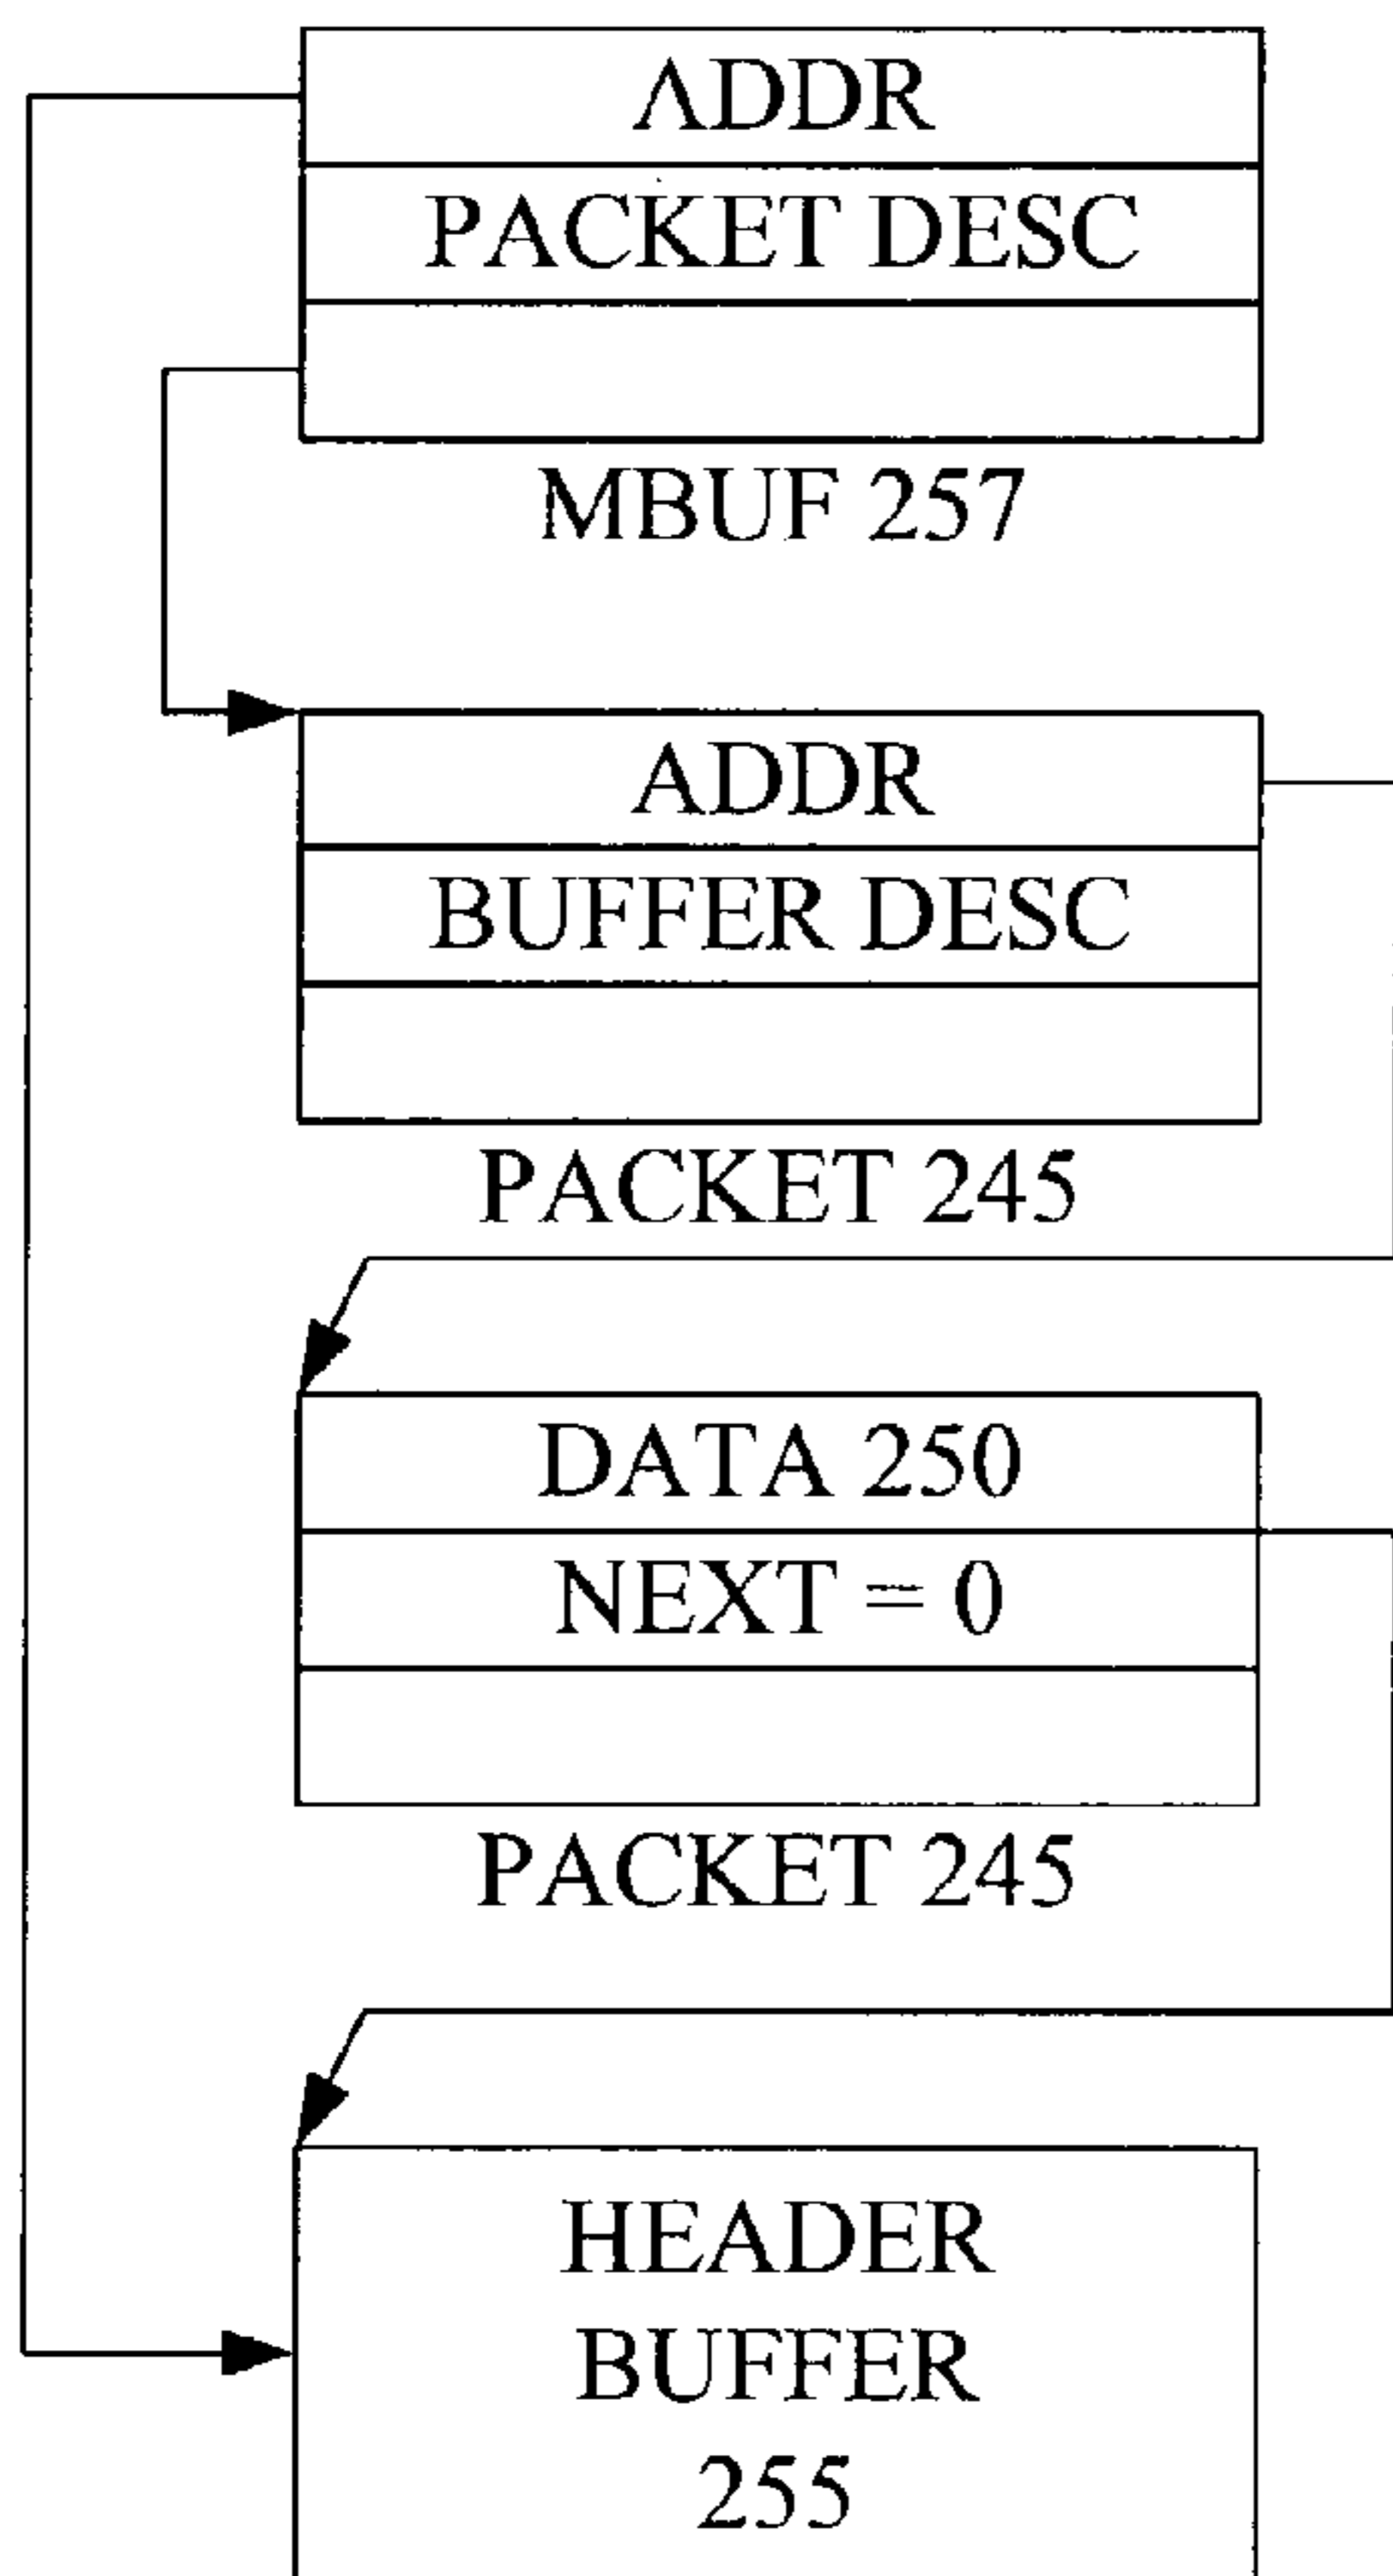 ADDR
PACKET DESC
MBUF 257
ADDR
BUFFER DESC
PACKET 245
DATA 250
NEXT = 0
PACKET 245
HEADER
BUFFER
255